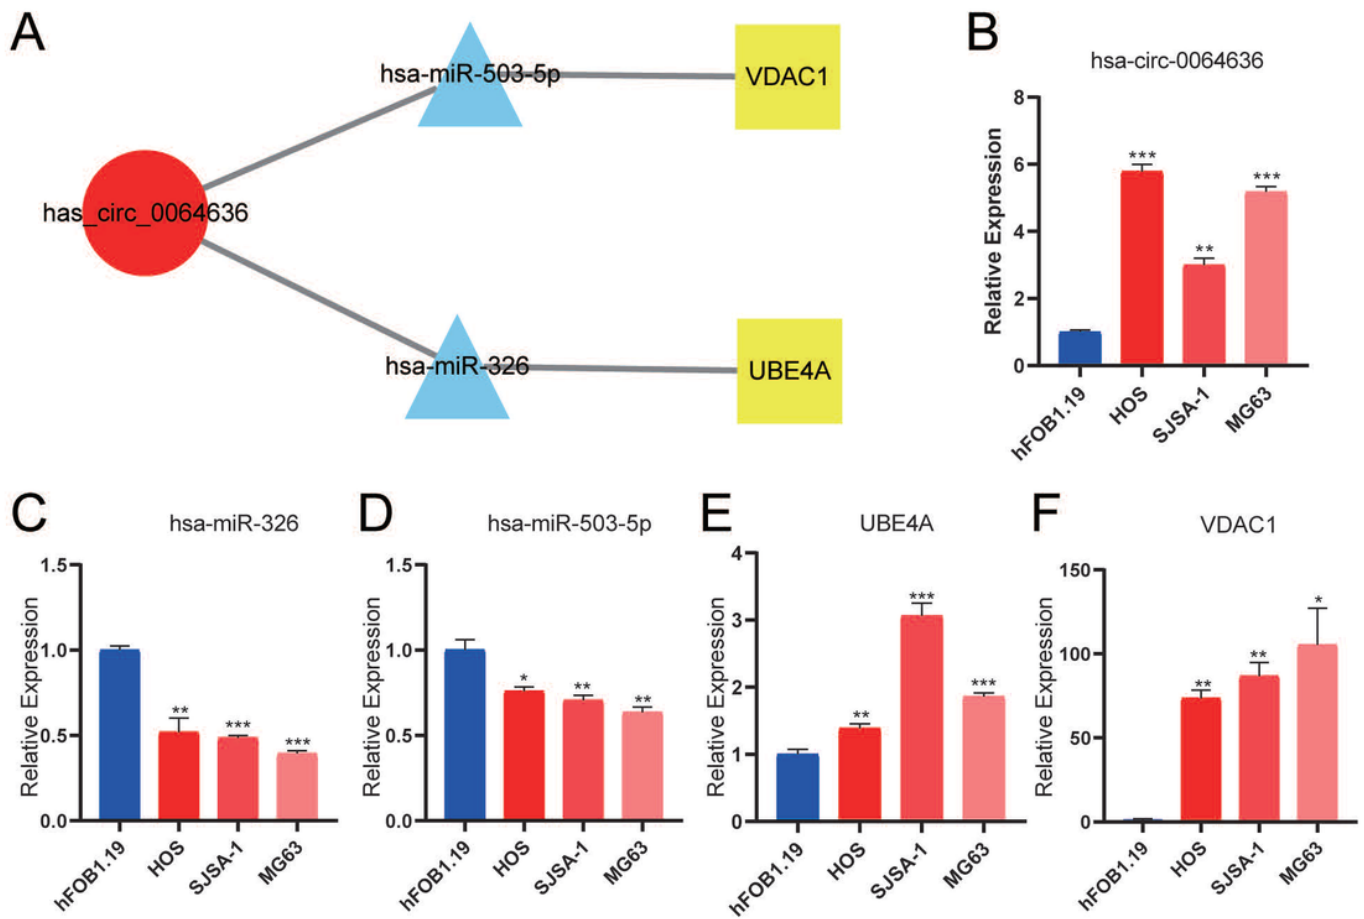 A
hsa-miR-503-5p
VDAC1
has_circ_0064636
hsa-miR-326
UBE4A
B
hsa-circ-0064636
Relative Expression
8
6
4
2
0
***
**
***
hFOB1.19
HOS
SJSA-1
MG63
C
hsa-miR-326
Relative Expression
1.5
1.0
0.5
0.0
**
***
***
hFOB1.19
HOS
SJSA-1
MG63
D
hsa-miR-503-5p
Relative Expression
1.5
1.0
0.5
0.0
*
**
**
hFOB1.19
HOS
SJSA-1
MG63
E
UBE4A
Relative Expression
4
3
2
1
0
**
***
***
hFOB1.19
HOS
SJSA-1
MG63
F
VDAC1
Relative Expression
150
100
50
0
**
**
*
hFOB1.19
HOS
SJSA-1
MG63